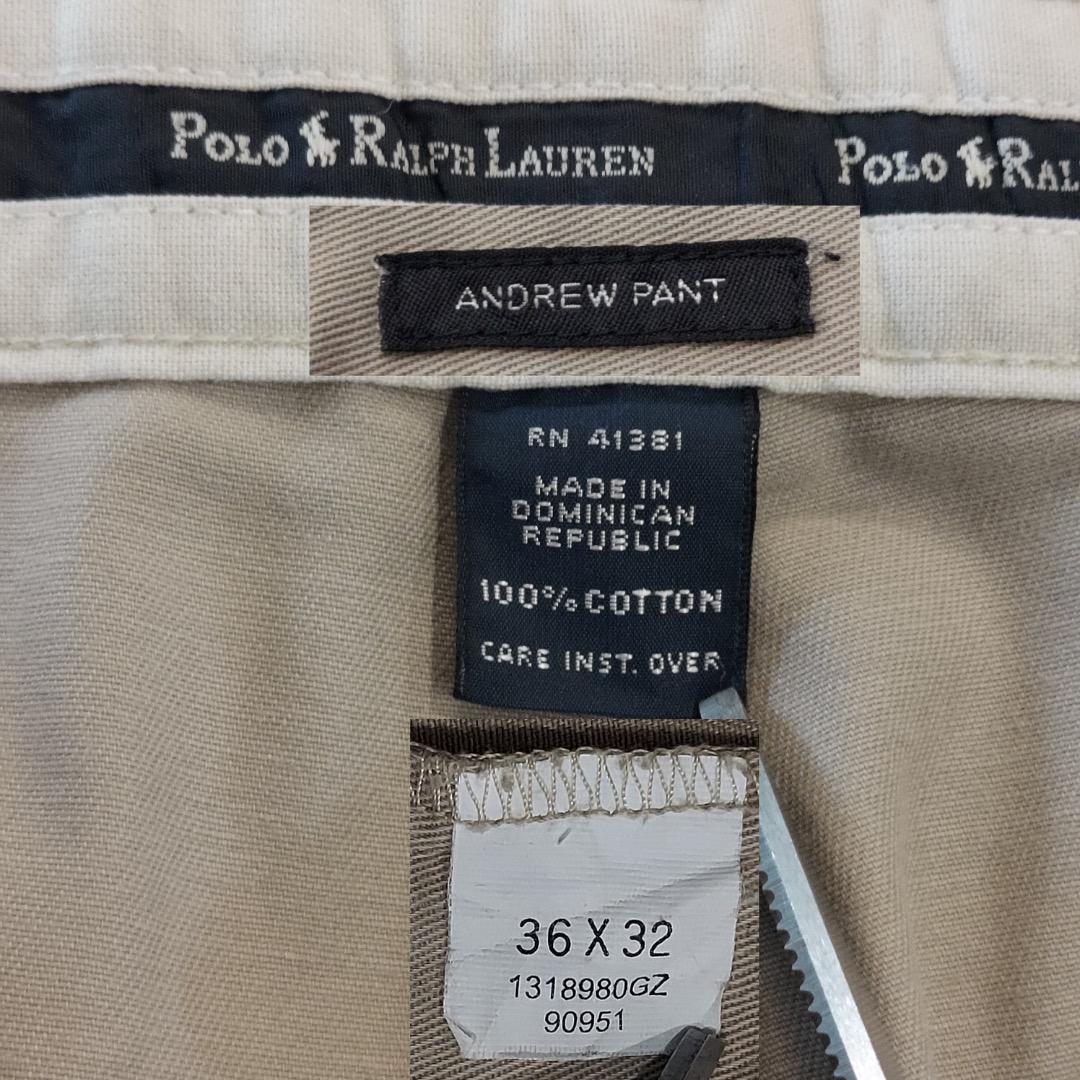 POLO RALPH LAUREN POLO RAL
ANDREW PANT
RN 41381
MADE IN
DOMINICAN
REPUBLIC
100% COTTON
CARE INST. OVER
36 X 32
1318980GZ
90951